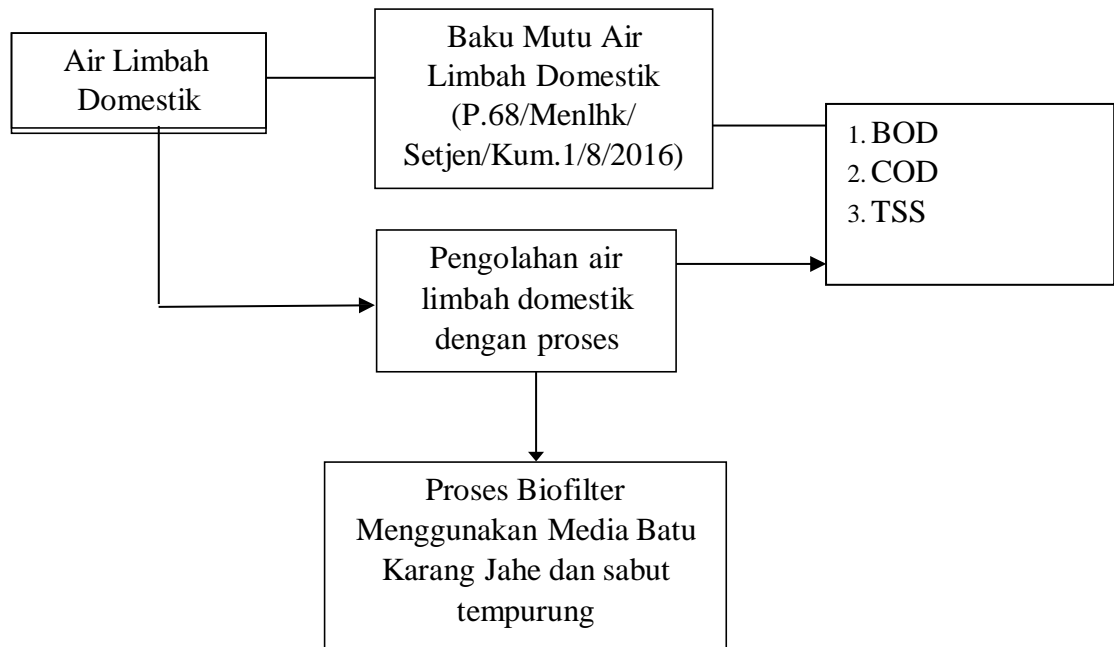 Air Limbah
Domestik
Baku Mutu Air
Limbah Domestik
(P.68/Menlhk/
Setjen/Kum.1/8/2016)
1. BOD
2. COD
3. TSS
Pengolahan air
limbah domestik
dengan proses
Proses Biofilter
Menggunakan Media Batu
Karang Jahe dan sabut
tempurung